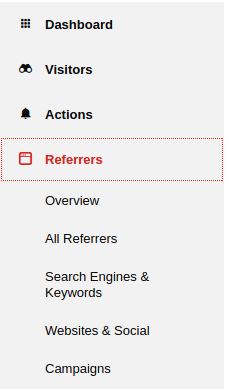 Dashboard
Visitors
Actions
Referrers
Overview
All Referrers
Search Engines &
Keywords
Websites & Social
Campaigns